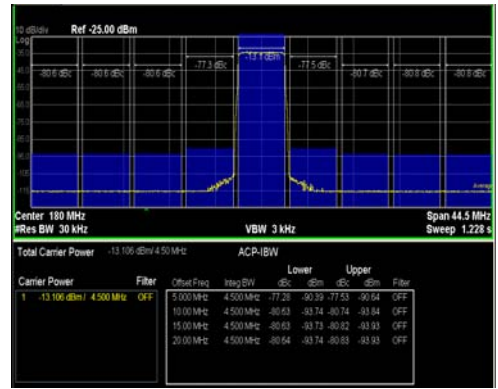 10 dB/div Ref -25.00 dBm
Log
-13.1 dBm
-77.3 dBc -77.5 dBc
-80.6 dBc -80.6 dBc -80.6 dBc -80.7 dBc -80.8 dBc -80.8 dBc
Average
Center 180 MHz Span 44.5 MHz
#Res BW 30 kHz VBW 3 kHz Sweep 1.228 s
Total Carrier Power -13.106 dBm/ 4.50 MHz ACP-IBW
Lower Upper
Carrier Power Filter Offset Freq Integ BW dBc dBm dBc dBm Filter
1 -13.106 dBm / 4.500 MHz OFF 5.000 MHz 4.500 MHz -77.28 -90.39 -77.53 -90.64 OFF
10.00 MHz 4.500 MHz -80.63 -93.74 -80.74 -93.84 OFF
15.00 MHz 4.500 MHz -80.63 -93.73 -80.82 -93.93 OFF
20.00 MHz 4.500 MHz -80.64 -93.74 -80.83 -93.93 OFF